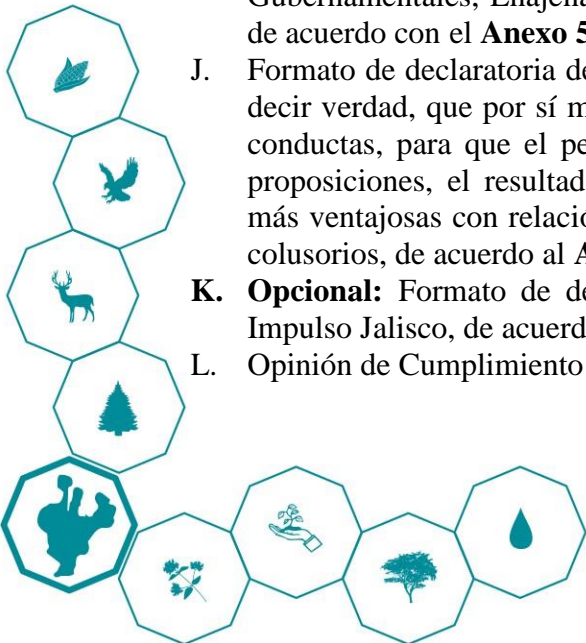 de acuerdo con el Anexo 5
J. Formato de declaratoria de
decir verdad, que por sí m
conductas, para que el pe
proposiciones, el resultad
más ventajosas con relació
colusorios, de acuerdo al A
K. Opcional: Formato de de
Impulso Jalisco, de acuerd
L. Opinión de Cumplimiento